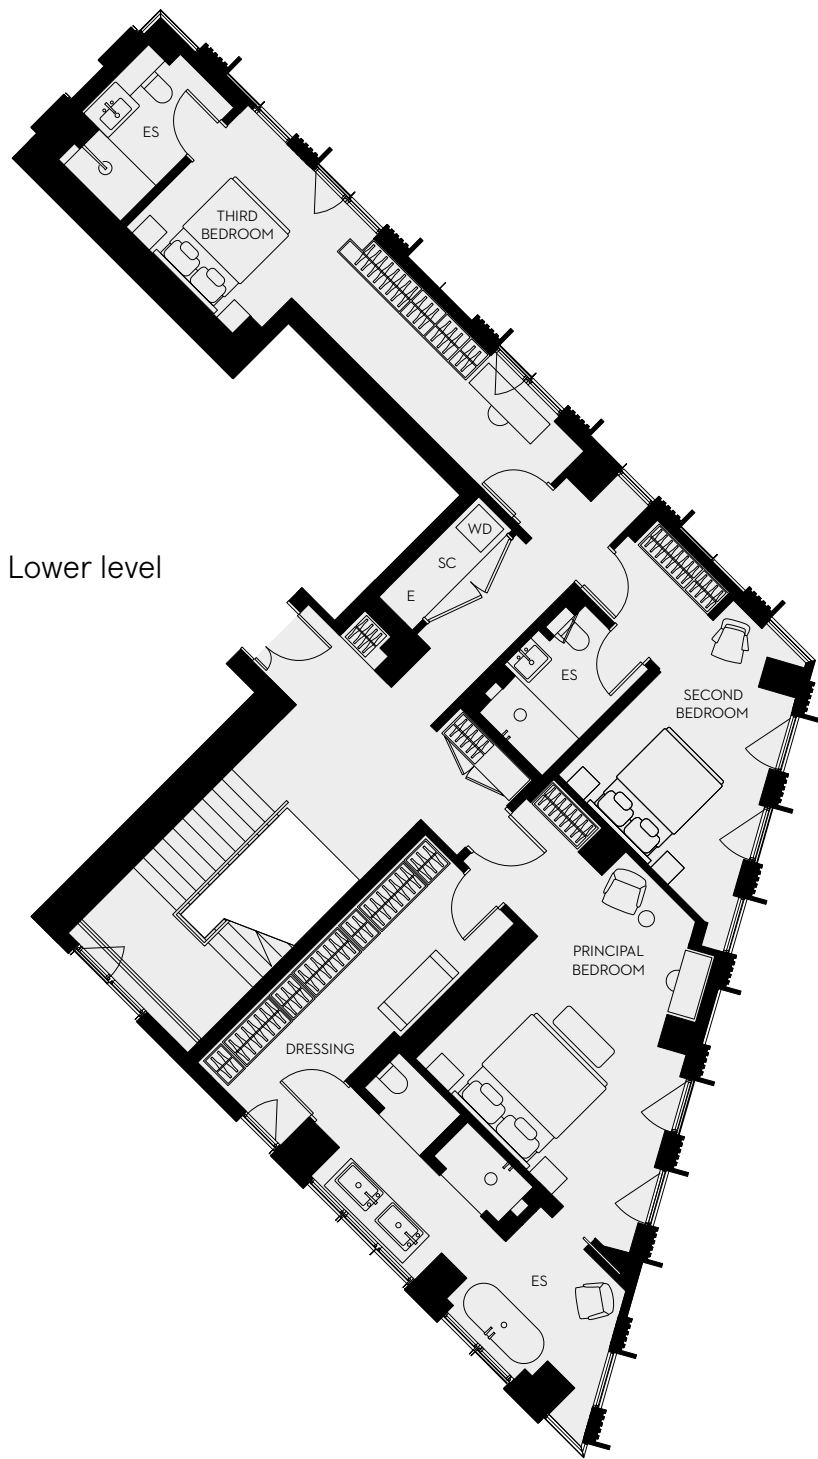 ES
THIRD
BEDROOM
WD
Lower level
SC
E
ES
SECOND
BEDROOM
PRINCIPAL
BEDROOM
DRESSING
ES